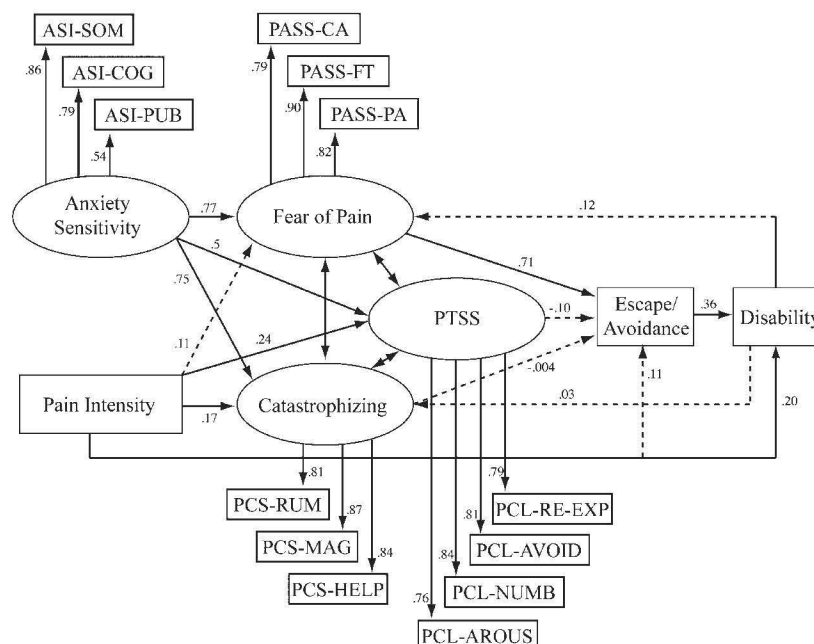 ASI-SOM
PASS-CA
.86
.79
ASI-COG
PASS-FT
.79
.90
ASI-PUB
PASS-PA
.54
.82
Anxiety
Sensitivity
.77
Fear of Pain
.12
.5
.71
.75
PTSS
-.10
Escape/
Avoidance
.36
Disability
.11
.24
-.004
Pain Intensity
.17
Catastrophizing
.03
.11
.20
.81
.79
PCS-RUM
PCL-RE-EXP
.87
.81
PCS-MAG
PCL-AVOID
.84
.84
PCS-HELP
PCL-NUMB
.76
PCL-AROUS